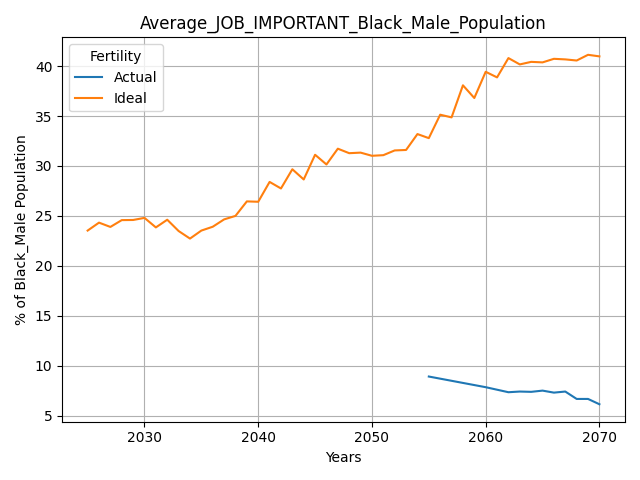 Average_JOB_IMPORTANT_Black_Male_Population
Fertility
Actual
Ideal
% of Black_Male Population
40
35
30
25
20
15
10
5
2030 2040 2050 2060 2070
Years